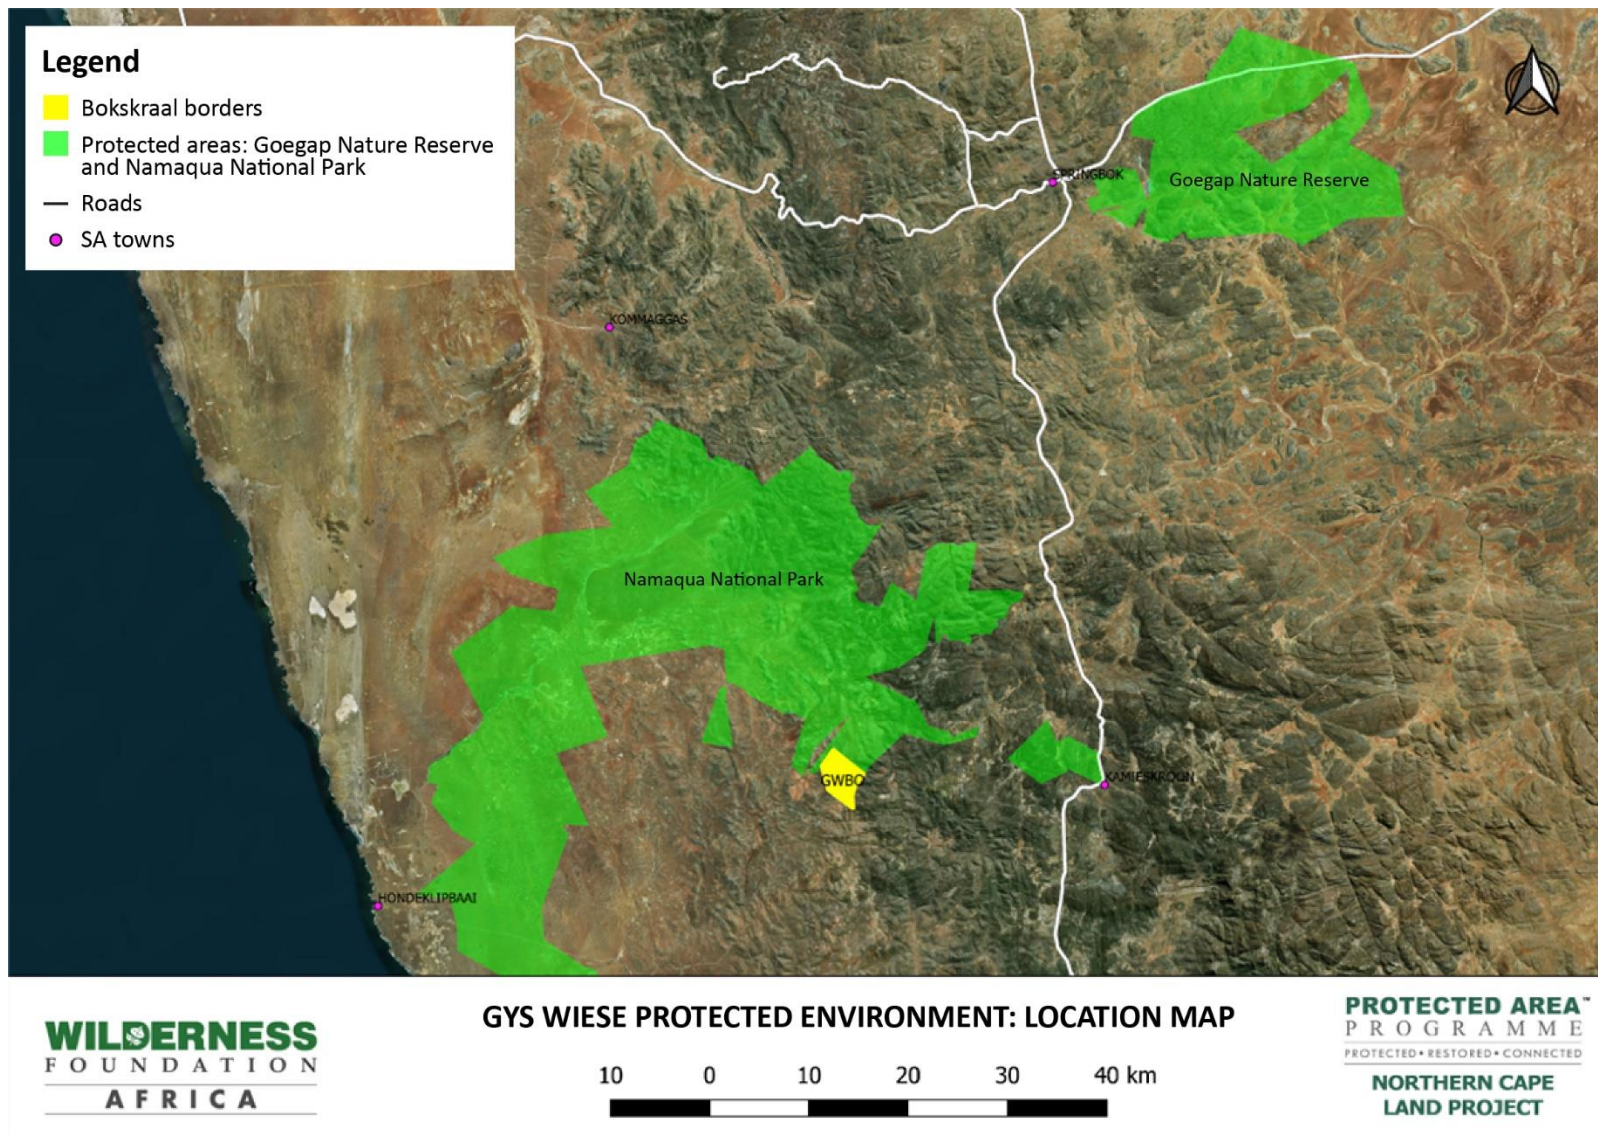 Legend
Bokskraal borders
Protected areas: Goegap Nature Reserve
and Namaqua National Park
Roads
SA towns
SPRINGBOK
Goegap Nature Reserve
KOMMAGGAS
Namaqua National Park
GWBO
KAMIESKROON
HONDEKLIPBAAI
WILDERNESS
FOUNDATION
AFRICA
GYS WIESE PROTECTED ENVIRONMENT: LOCATION MAP
10 0 10 20 30 40 km
PROTECTED AREA™
PROGRAMME
PROTECTED • RESTORED • CONNECTED
NORTHERN CAPE
LAND PROJECT